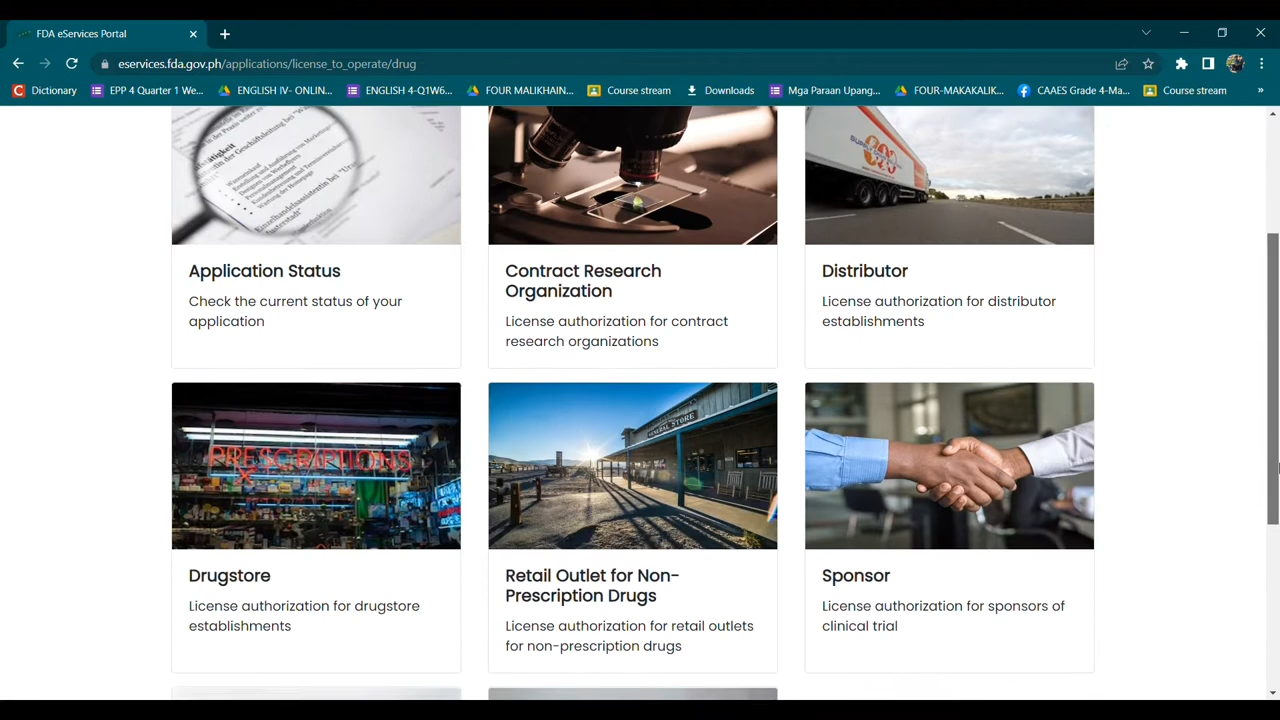 FDA eServices Portal
eservices.fda.gov.ph/applications/license_to_operate/drug
Dictionary
EPP 4 Quarter 1 We...
ENGLISH IV- ONLIN...
ENGLISH 4-Q1W6...
FOUR MALIKHAIN...
Course stream
Downloads
Mga Paraan Upang...
FOUR-MAKAKALIK...
CAAES Grade 4-Ma...
Course stream
»
Application Status
Check the current status of your
application
Contract Research
Organization
License authorization for contract
research organizations
Distributor
License authorization for distributor
establishments
PRESCRIPTIONS
GENERAL STORE
Drugstore
License authorization for drugstore
establishments
Retail Outlet for Non-
Prescription Drugs
License authorization for retail outlets
for non-prescription drugs
Sponsor
License authorization for sponsors of
clinical trial